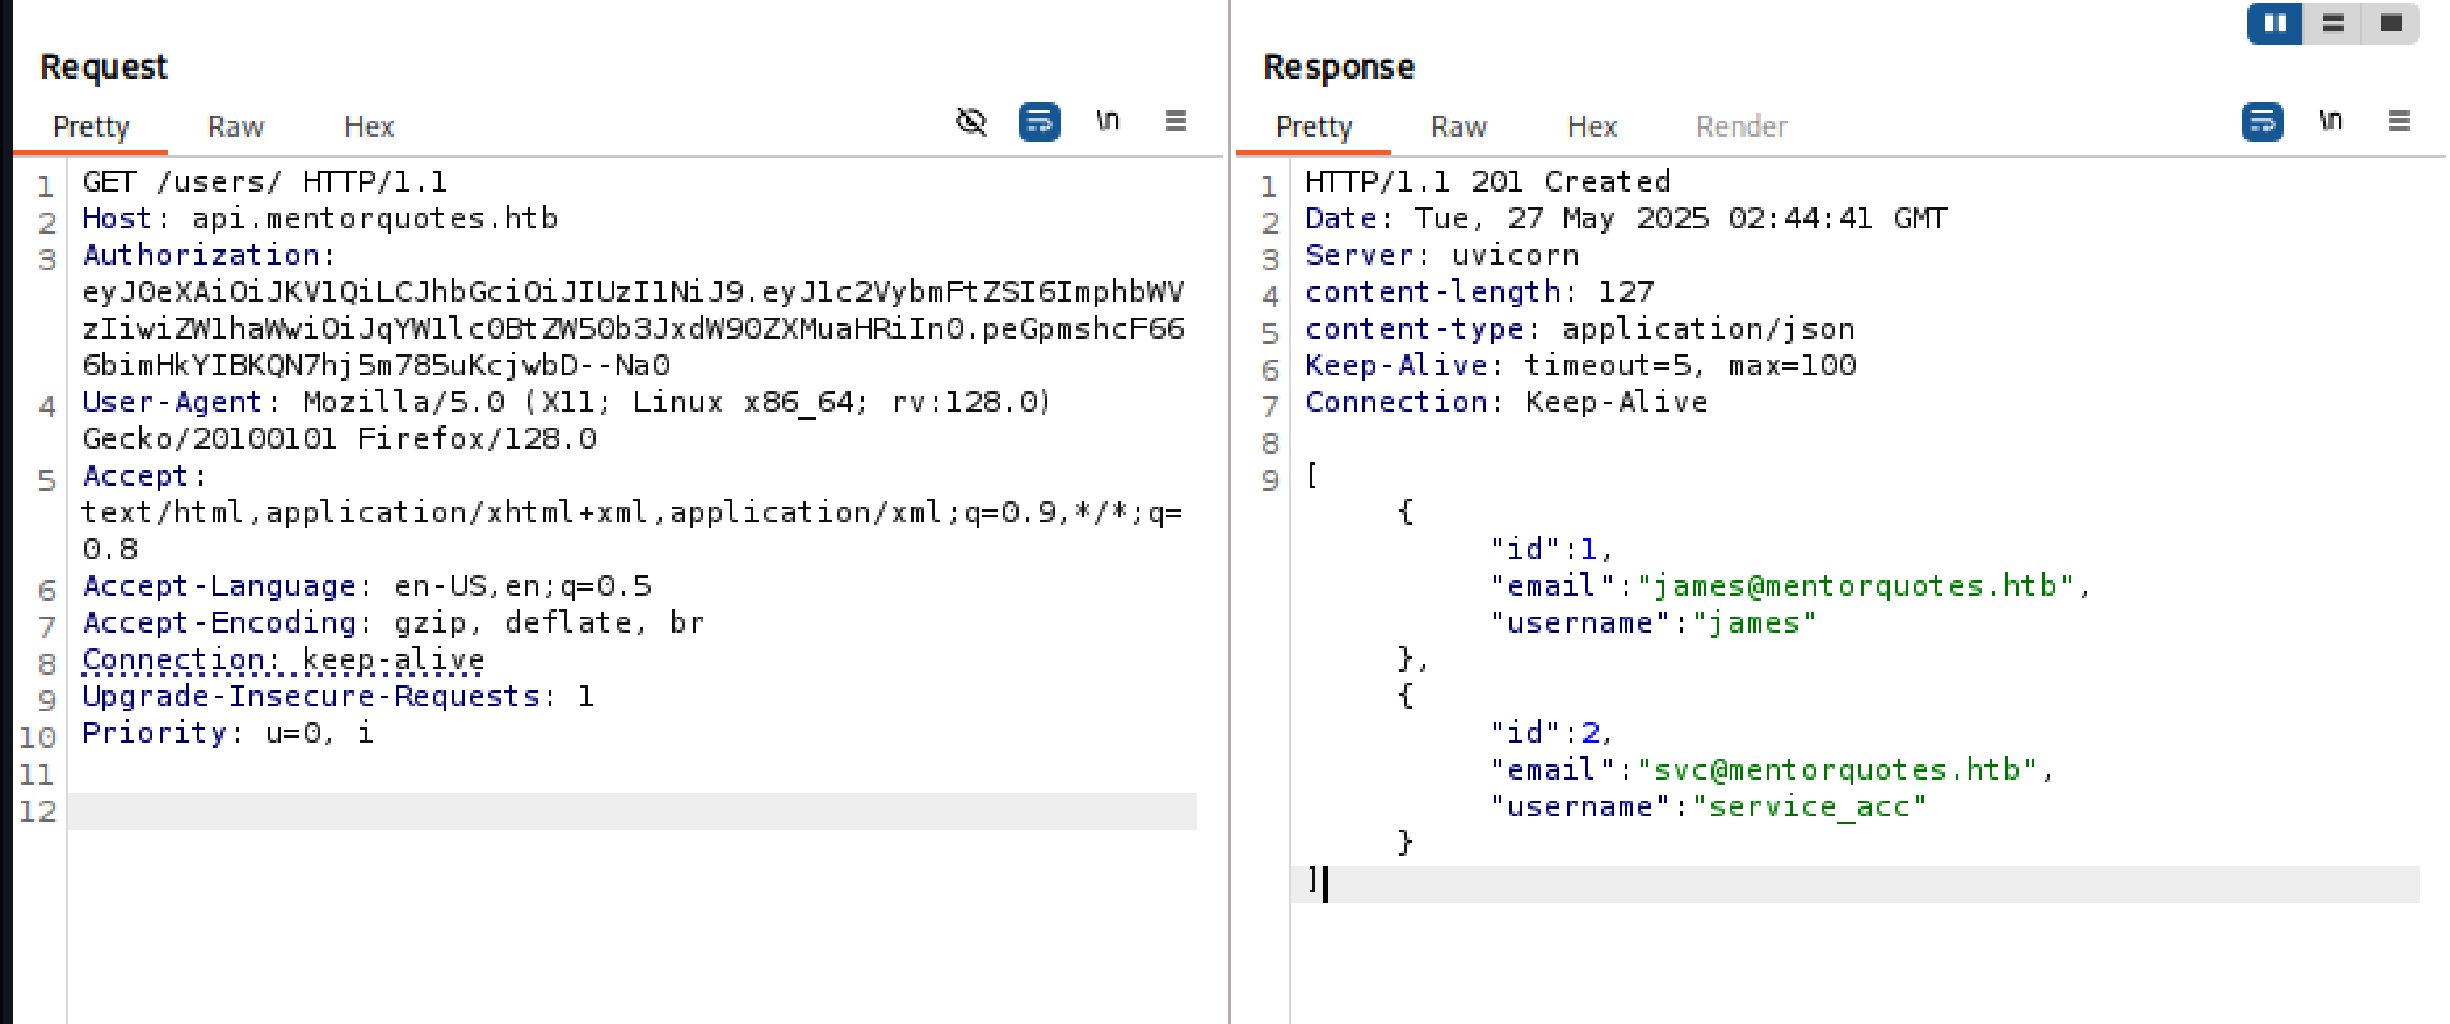 Request
Pretty Raw Hex \n
1 GET /users/ HTTP/1.1
2 Host: api.mentorquotes.htb
3 Authorization:
eyJ0eXAiOiJKV1QiLCJhbGciOiJIUzI1NiJ9.eyJ1c2VybmFtZSI6ImphbWV
zIiwiZW1haWwiOiJqYW1lc0BtZW50b3JxdW90ZXMuaHRiIn0.peGpmshcF66
6bimHkYIBKQN7hj5m785uKcjwbD--Na0
4 User-Agent: Mozilla/5.0 (X11; Linux x86_64; rv:128.0)
Gecko/20100101 Firefox/128.0
5 Accept:
text/html,application/xhtml+xml,application/xml;q=0.9,*/*;q=
0.8
6 Accept-Language: en-US,en;q=0.5
7 Accept-Encoding: gzip, deflate, br
8 Connection: keep-alive
9 Upgrade-Insecure-Requests: 1
10 Priority: u=0, i
11
12
Response
Pretty Raw Hex Render \n
1 HTTP/1.1 201 Created
2 Date: Tue, 27 May 2025 02:44:41 GMT
3 Server: uvicorn
4 content-length: 127
5 content-type: application/json
6 Keep-Alive: timeout=5, max=100
7 Connection: Keep-Alive
8
9 [
{
"id":1,
"email":"james@mentorquotes.htb",
"username":"james"
},
{
"id":2,
"email":"svc@mentorquotes.htb",
"username":"service_acc"
}
]